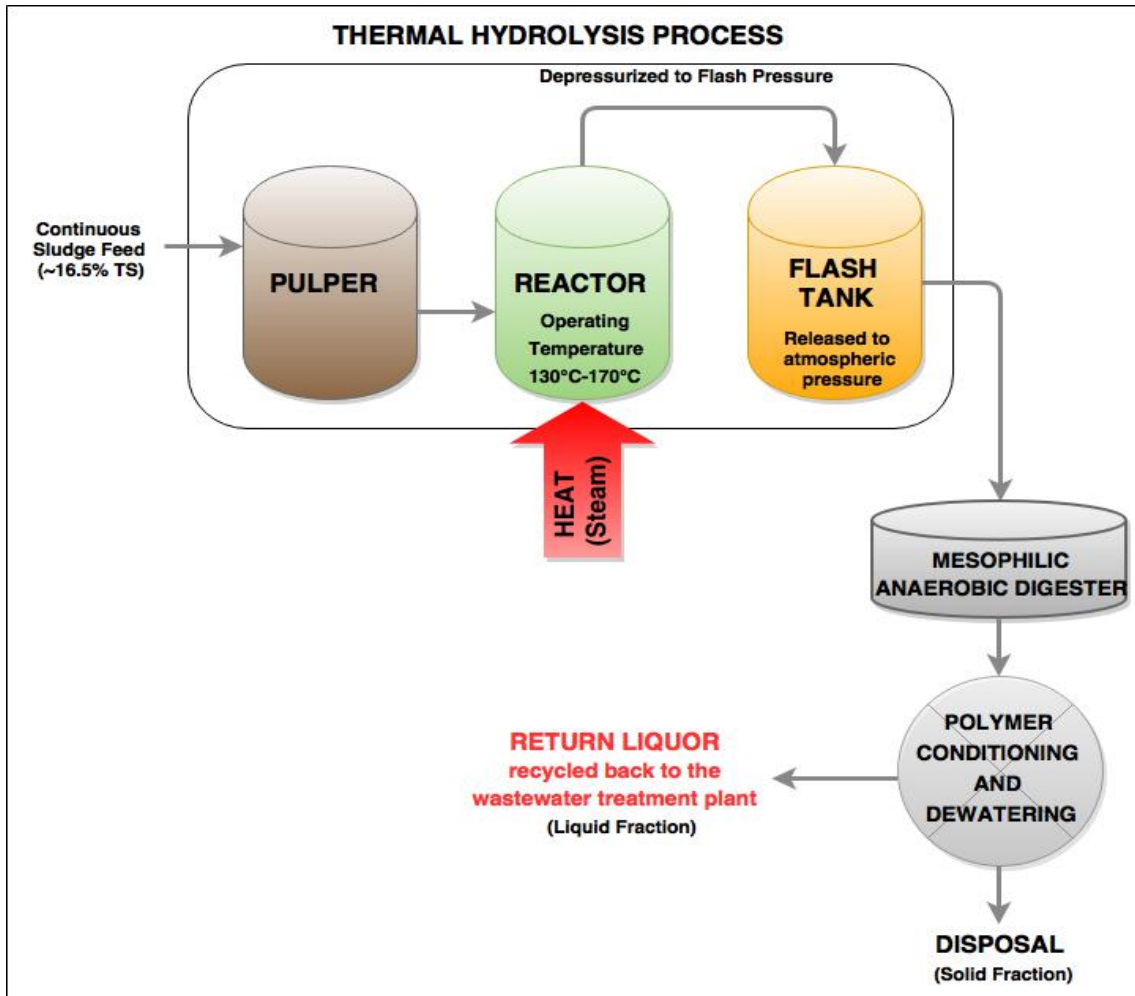 THERMAL HYDROLYSIS PROCESS
Depressurized to Flash Pressure
Continuous
Sludge Feed
(~16.5% TS)
PULPER
REACTOR
Operating
Temperature
130°C-170°C
FLASH
TANK
Released to
atmospheric
pressure
HEAT
(Steam)
MESOPHILIC
ANAEROBIC DIGESTER
POLYMER
CONDITIONING
AND
DEWATERING
RETURN LIQUOR
recycled back to the
wastewater treatment plant
(Liquid Fraction)
DISPOSAL
(Solid Fraction)